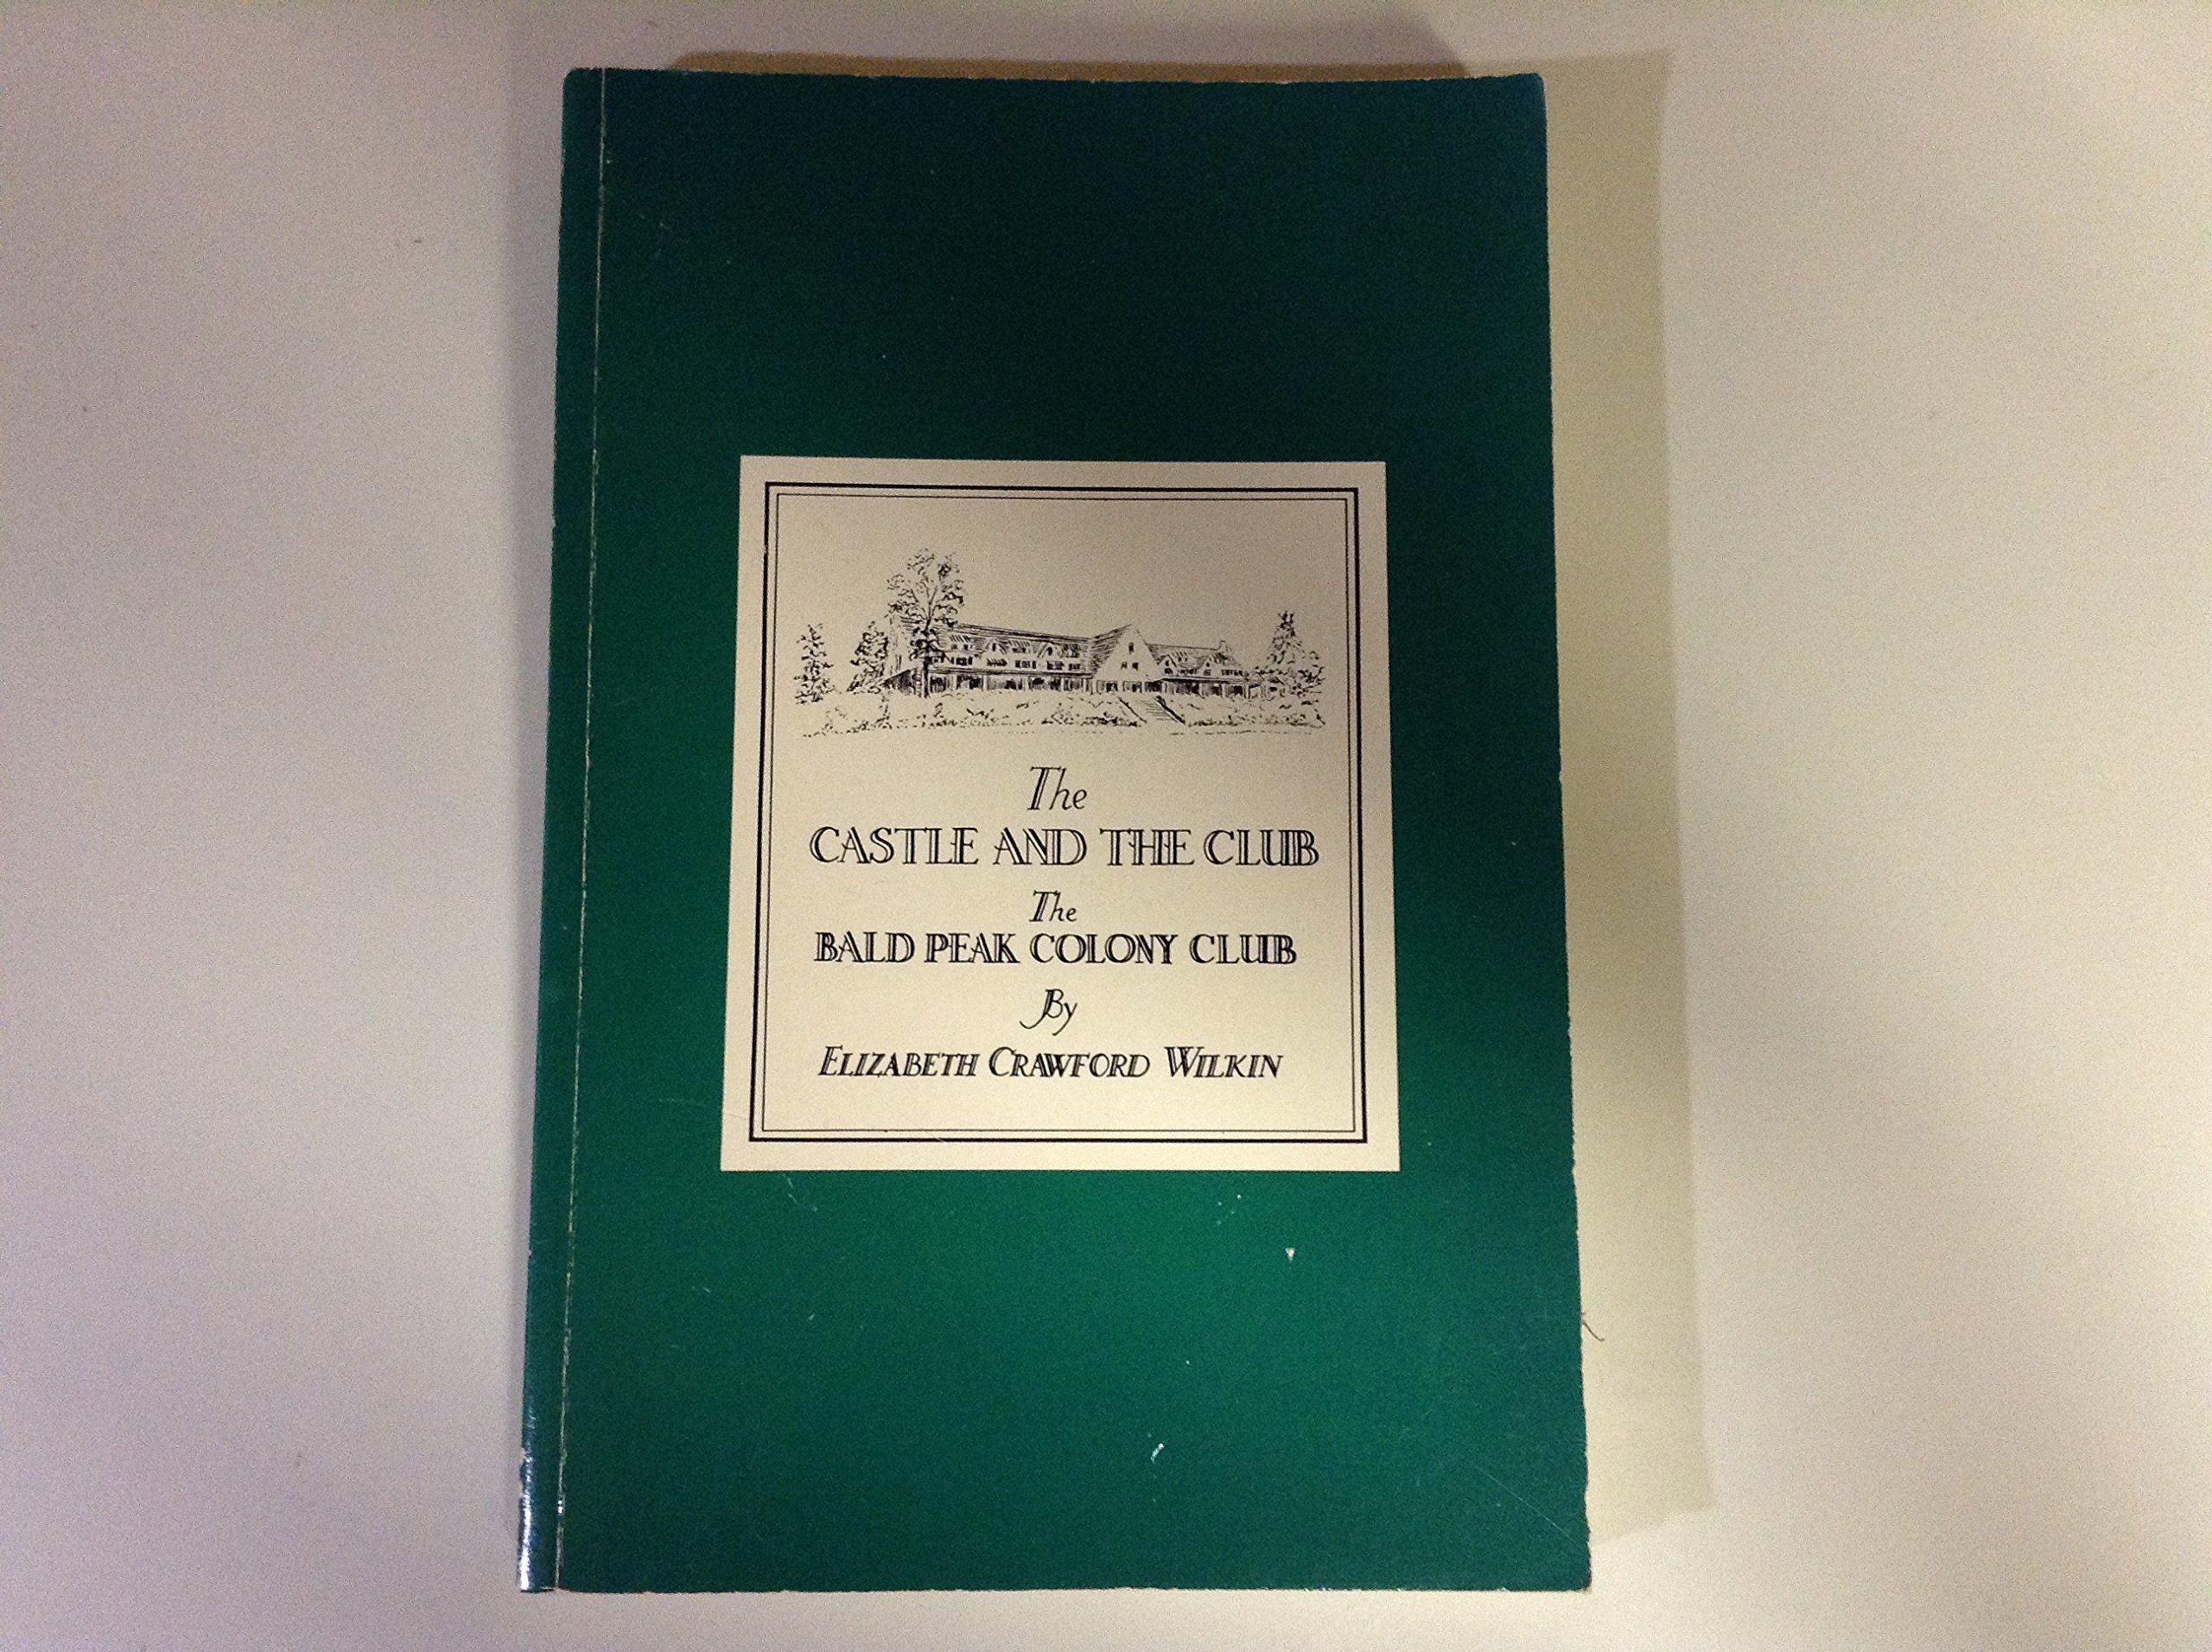 The
CASTLE AND THE CLUB
The
BALD PEAK COLONY CLUB
By
ELIZABETH CRAWFORD WILKIN